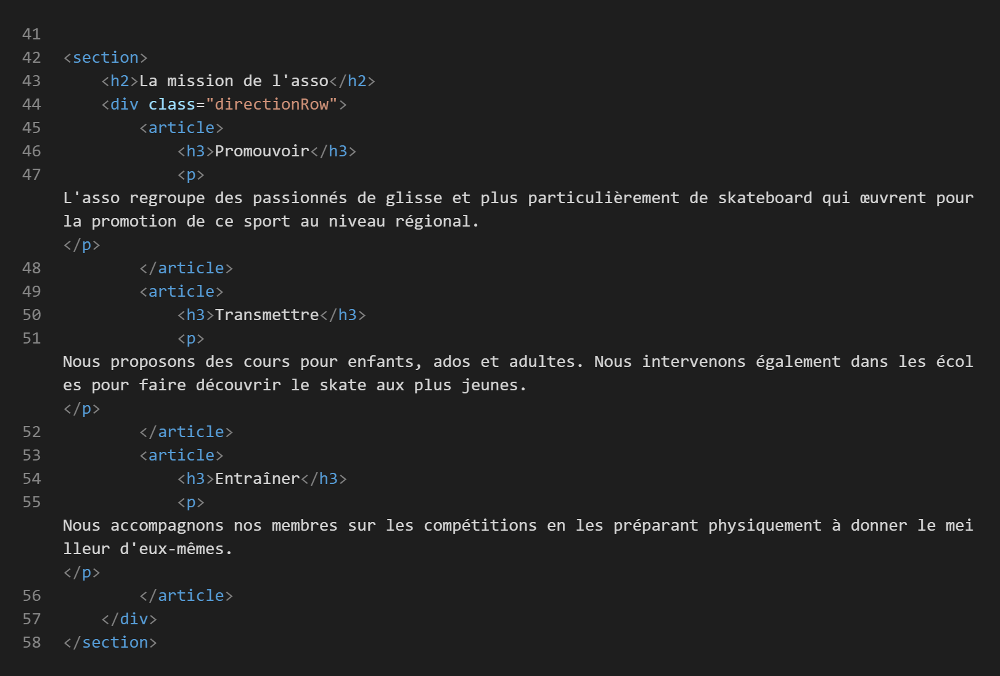 41
42 <section>
43     <h2>La mission de l'asso</h2>
44     <div class="directionRow">
45         <article>
46             <h3>Promouvoir</h3>
47             <p>
L'asso regroupe des passionnés de glisse et plus particulièrement de skateboard qui œuvrent pour
la promotion de ce sport au niveau régional.
</p>
48         </article>
49         <article>
50             <h3>Transmettre</h3>
51             <p>
Nous proposons des cours pour enfants, ados et adultes. Nous intervenons également dans les écol
es pour faire découvrir le skate aux plus jeunes.
</p>
52         </article>
53         <article>
54             <h3>Entraîner</h3>
55             <p>
Nous accompagnons nos membres sur les compétitions en les préparant physiquement à donner le mei
lleur d'eux-mêmes.
</p>
56         </article>
57     </div>
58 </section>